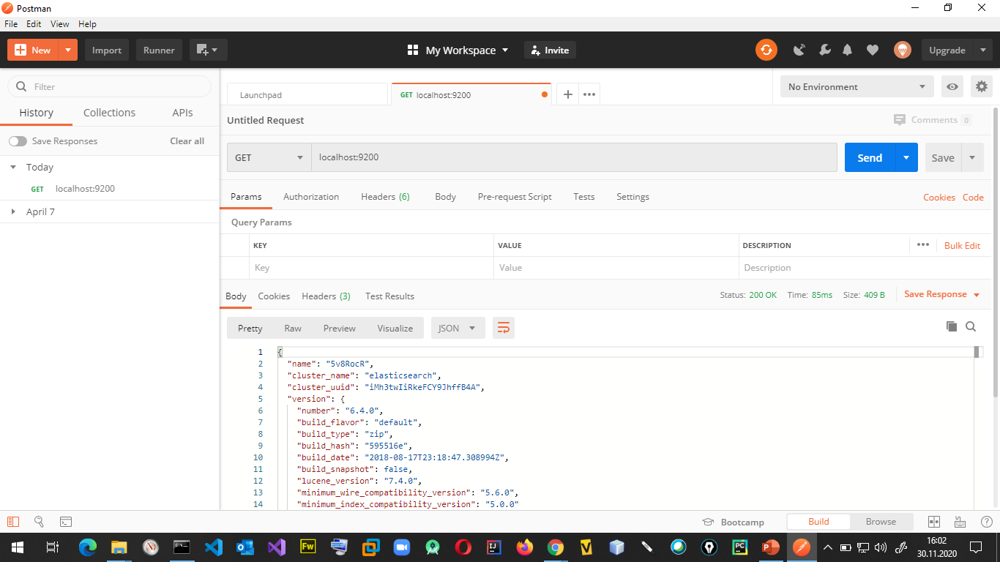 Postman
File Edit View Help
New Import Runner My Workspace Invite Upgrade
Filter
History Collections APIs
Save Responses Clear all
Today
GET localhost:9200
April 7
Launchpad GET localhost:9200 No Environment
Untitled Request Comments 0
GET localhost:9200 Send Save
Params Authorization Headers (6) Body Pre-request Script Tests Settings Cookies Code
Query Params
KEY VALUE DESCRIPTION Bulk Edit
Key Value Description
Body Cookies Headers (3) Test Results Status: 200 OK Time: 85ms Size: 409 B Save Response
Pretty Raw Preview Visualize JSON
1 {
2 "name": "5v8RocR",
3 "cluster_name": "elasticsearch",
4 "cluster_uuid": "iMh3twIiRkeFCY9JhffB4A",
5 "version": {
6 "number": "6.4.0",
7 "build_flavor": "default",
8 "build_type": "zip",
9 "build_hash": "595516e",
10 "build_date": "2018-08-17T23:18:47.308994Z",
11 "build_snapshot": false,
12 "lucene_version": "7.4.0",
13 "minimum_wire_compatibility_version": "5.6.0",
14 "minimum_index_compatibility_version": "5.0.0"
Bootcamp Build Browse
Fw IJ PC P 16:02
30.11.2020